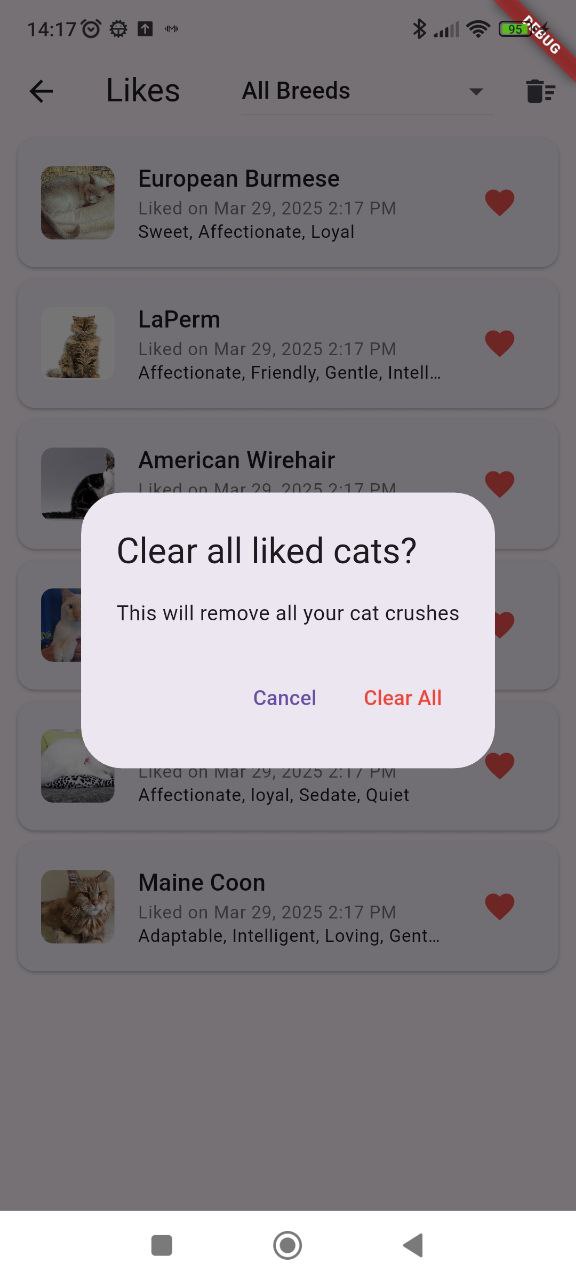 14:17
95
DEBUG
Likes
All Breeds
European Burmese
Liked on Mar 29, 2025 2:17 PM
Sweet, Affectionate, Loyal
LaPerm
Liked on Mar 29, 2025 2:17 PM
Affectionate, Friendly, Gentle, Intell…
American Wirehair
Liked on Mar 29, 2025 2:17 PM
Clear all liked cats?
This will remove all your cat crushes
Cancel
Clear All
Liked on Mar 29, 2025 2:17 PM
Affectionate, loyal, Sedate, Quiet
Maine Coon
Liked on Mar 29, 2025 2:17 PM
Adaptable, Intelligent, Loving, Gent…